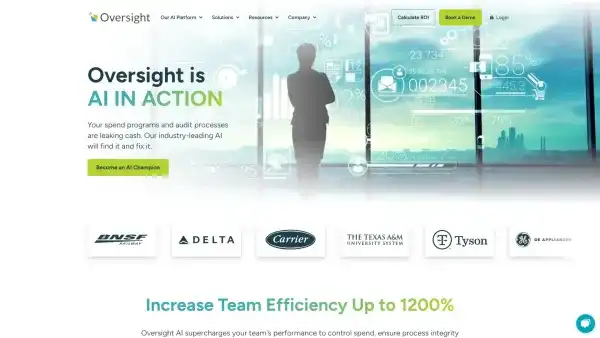 Oversight
Our AI Platform
Solutions
Resources
Company
Calculate ROI
Book a Demo
Login
Oversight is
AI IN ACTION
Your spend programs and audit processes
are leaking cash. Our industry-leading AI
will find it and fix it.
Become an AI Champion
23 734
002345
85%
445.3
BNSF
RAILWAY
DELTA
Carrier
THE TEXAS A&M
UNIVERSITY SYSTEM
Tyson
GE APPLIANCES
Increase Team Efficiency Up to 1200%
Oversight AI supercharges your team's performance to control spend, ensure process integrity